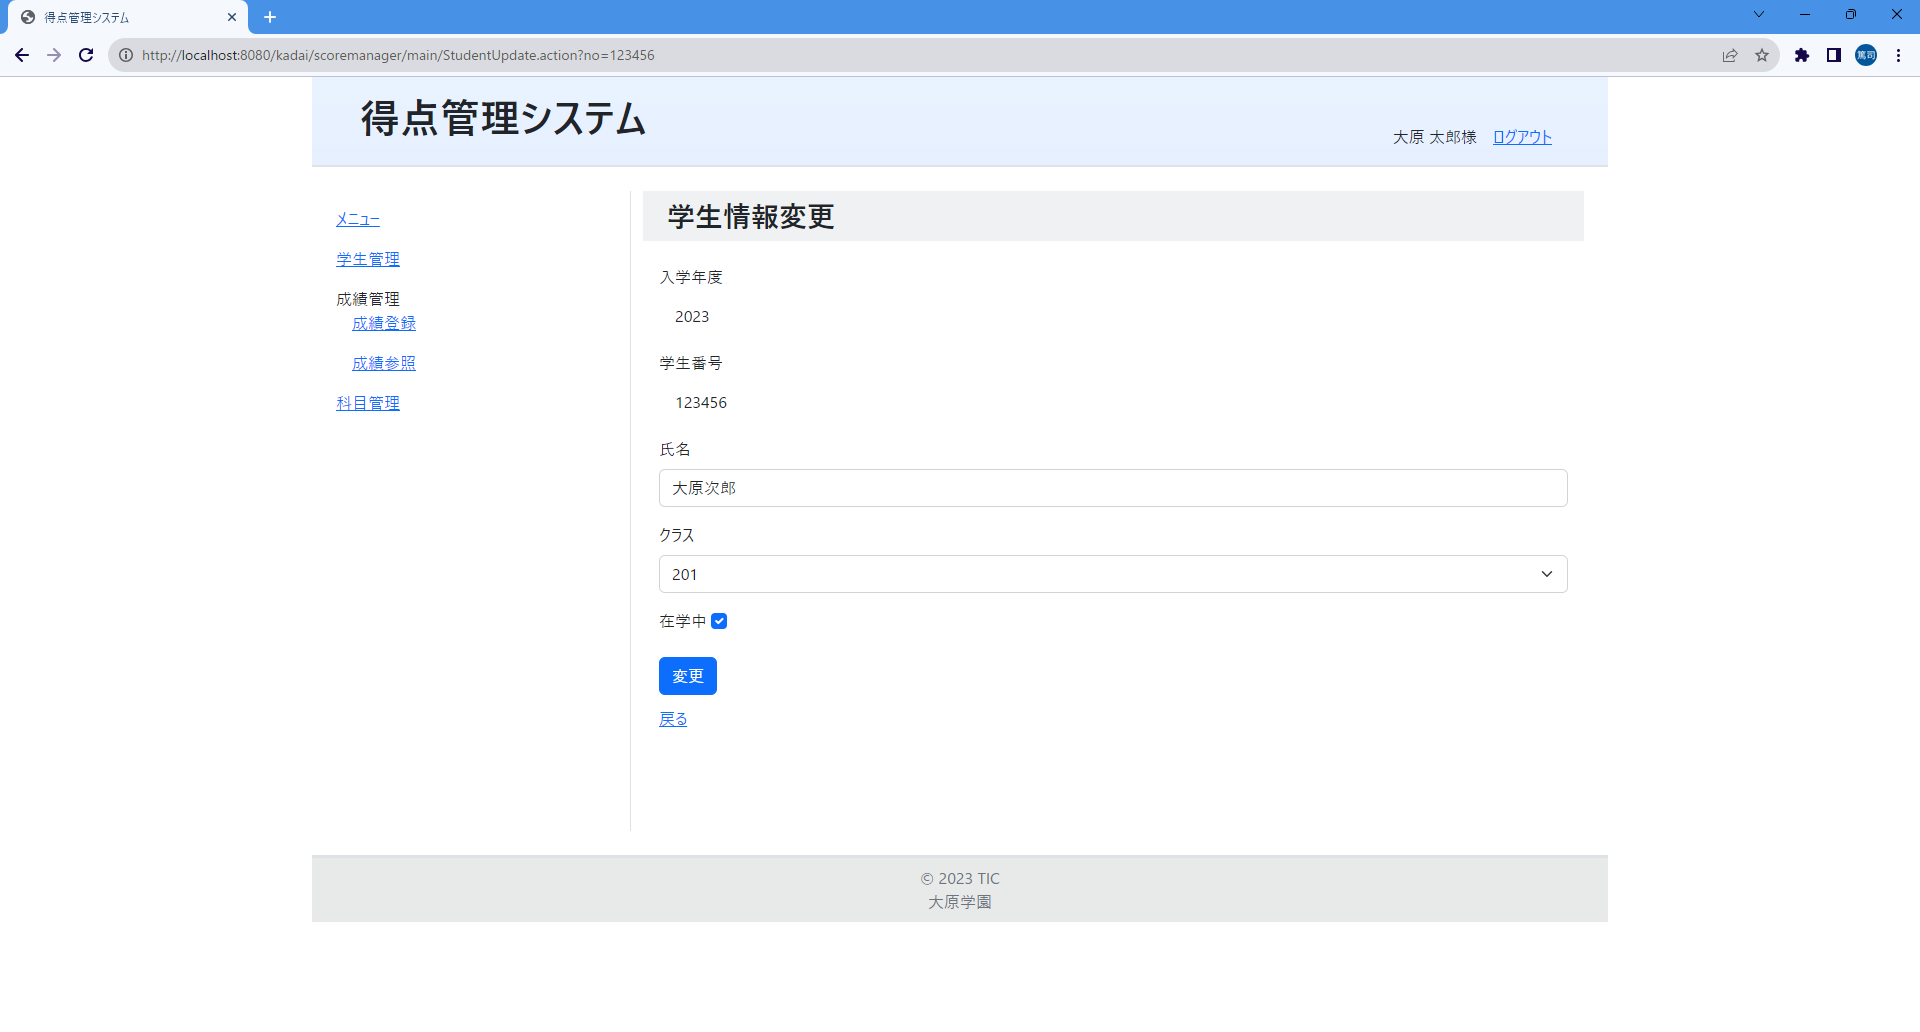 得点管理システム
http://localhost:8080/kadai/scoremanager/main/StudentUpdate.action?no=123456
篤司
得点管理システム
大原 太郎様 ログアウト
メニュー
学生管理
成績管理
成績登録
成績参照
科目管理
学生情報変更
入学年度
2023
学生番号
123456
氏名
大原次郎
クラス
201
在学中
変更
戻る
© 2023 TIC
大原学園